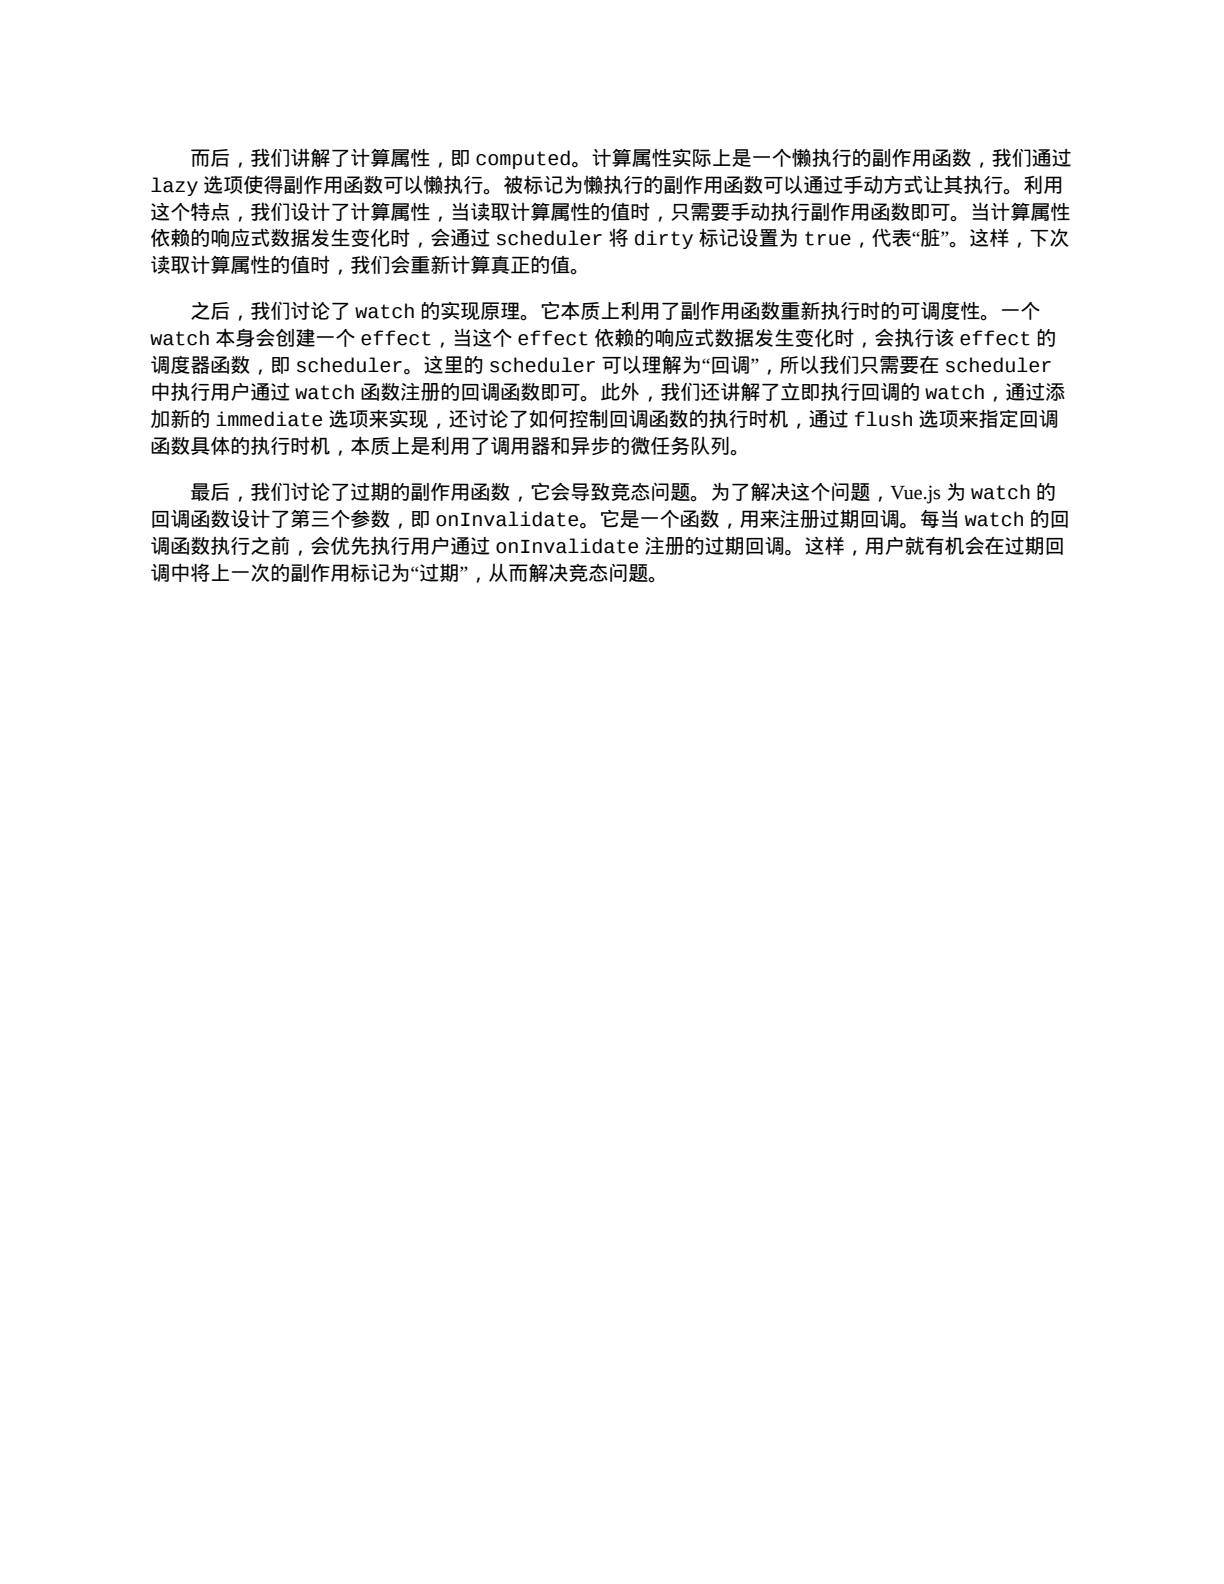 而后，我们讲解了计算属性，即 computed。计算属性实际上是一个懒执行的副作用函数，我们通过
lazy 选项使得副作用函数可以懒执行。被标记为懒执行的副作用函数可以通过手动方式让其执行。利用
这个特点，我们设计了计算属性，当读取计算属性的值时，只需要手动执行副作用函数即可。当计算属性
依赖的响应式数据发生变化时，会通过 scheduler 将 dirty 标记设置为 true，代表“脏”。这样，下次
读取计算属性的值时，我们会重新计算真正的值。
之后，我们讨论了 watch 的实现原理。它本质上利用了副作用函数重新执行时的可调度性。一个
watch 本身会创建一个 effect，当这个 effect 依赖的响应式数据发生变化时，会执行该 effect 的
调度器函数，即 scheduler。这里的 scheduler 可以理解为“回调”，所以我们只需要在 scheduler
中执行用户通过 watch 函数注册的回调函数即可。此外，我们还讲解了立即执行回调的 watch，通过添
加新的 immediate 选项来实现，还讨论了如何控制回调函数的执行时机，通过 flush 选项来指定回调
函数具体的执行时机，本质上是利用了调用器和异步的微任务队列。
最后，我们讨论了过期的副作用函数，它会导致竞态问题。为了解决这个问题，Vue.js 为 watch 的
回调函数设计了第三个参数，即 onInvalidate。它是一个函数，用来注册过期回调。每当 watch 的回
调函数执行之前，会优先执行用户通过 onInvalidate 注册的过期回调。这样，用户就有机会在过期回
调中将上一次的副作用标记为“过期”，从而解决竞态问题。